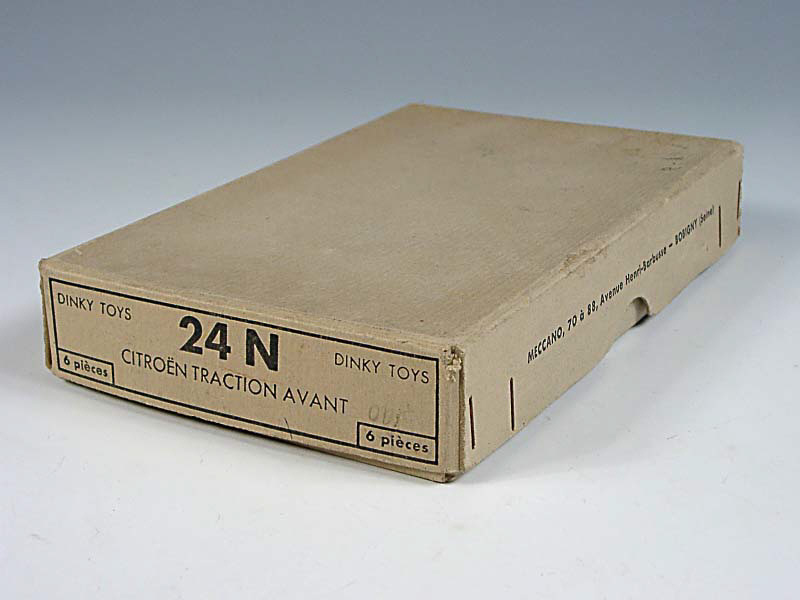 DINKY TOYS
24 N
DINKY TOYS
CITROËN TRACTION AVANT
6 pièces
6 pièces
MECCANO, 70 à 88, Avenue Henri-Barbusse — BOBIGNY (Seine)